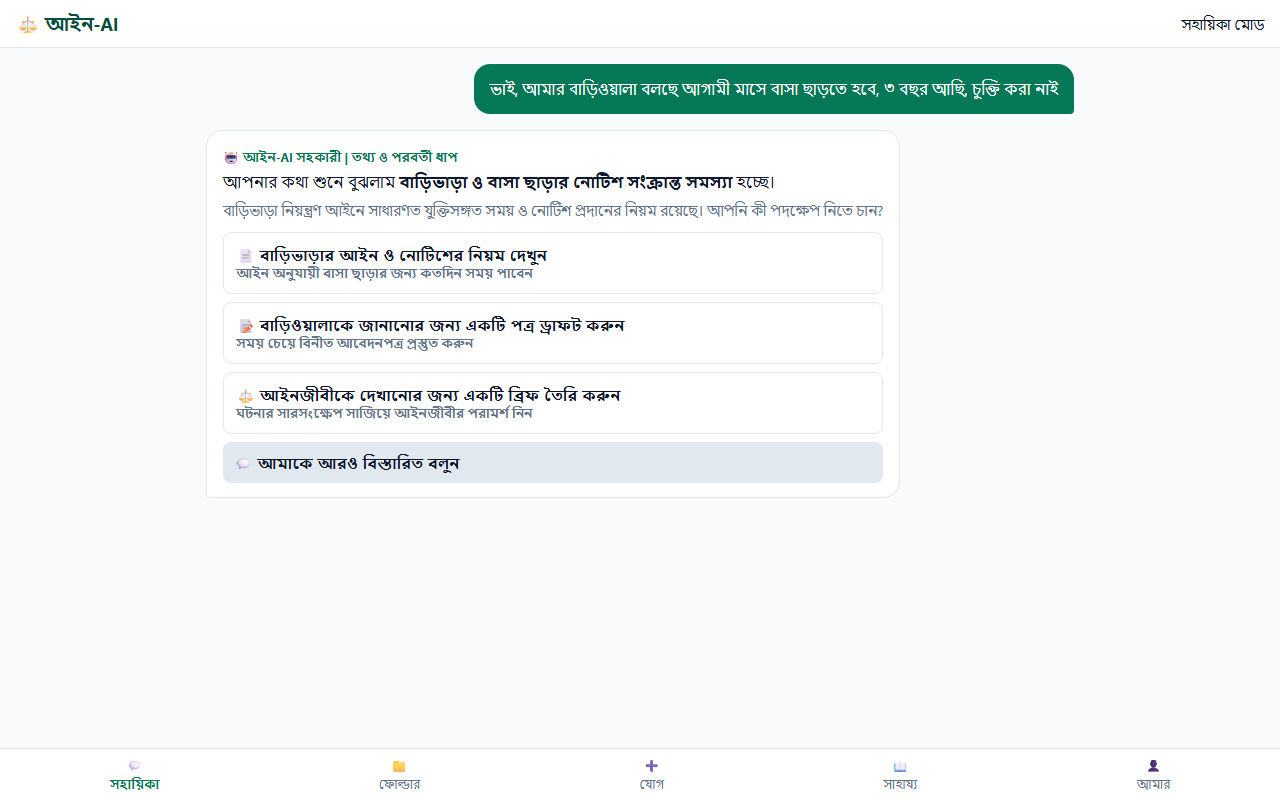 আইন-AI
সহায়িকা মোড
ভাই, আমার বাড়িওয়ালা বলছে আগামী মাসে বাসা ছাড়তে হবে, ৩ বছর আছি, চুক্তি করা নাই
আইন-AI সহকারী | তথ্য ও পরবর্তী ধাপ
আপনার কথা শুনে বুঝলাম বাড়িভাড়া ও বাসা ছাড়ার নোটিশ সংক্রান্ত সমস্যা হচ্ছে।
বাড়িভাড়া নিয়ন্ত্রণ আইনে সাধারণত যুক্তিসঙ্গত সময় ও নোটিশ প্রদানের নিয়ম রয়েছে। আপনি কী পদক্ষেপ নিতে চান?
বাড়িভাড়ার আইন ও নোটিশের নিয়ম দেখুন
আইন অনুযায়ী বাসা ছাড়ার জন্য কতদিন সময় পাবেন
বাড়িওয়ালাকে জানানোর জন্য একটি পত্র ড্রাফট করুন
সময় চেয়ে বিনীত আবেদনপত্র প্রস্তুত করুন
আইনজীবীকে দেখানোর জন্য একটি ব্রিফ তৈরি করুন
ঘটনার সারসংক্ষেপ সাজিয়ে আইনজীবীর পরামর্শ নিন
আমাকে আরও বিস্তারিত বলুন
সহায়িকা
ফোল্ডার
যোগ
সাহায্য
আমার